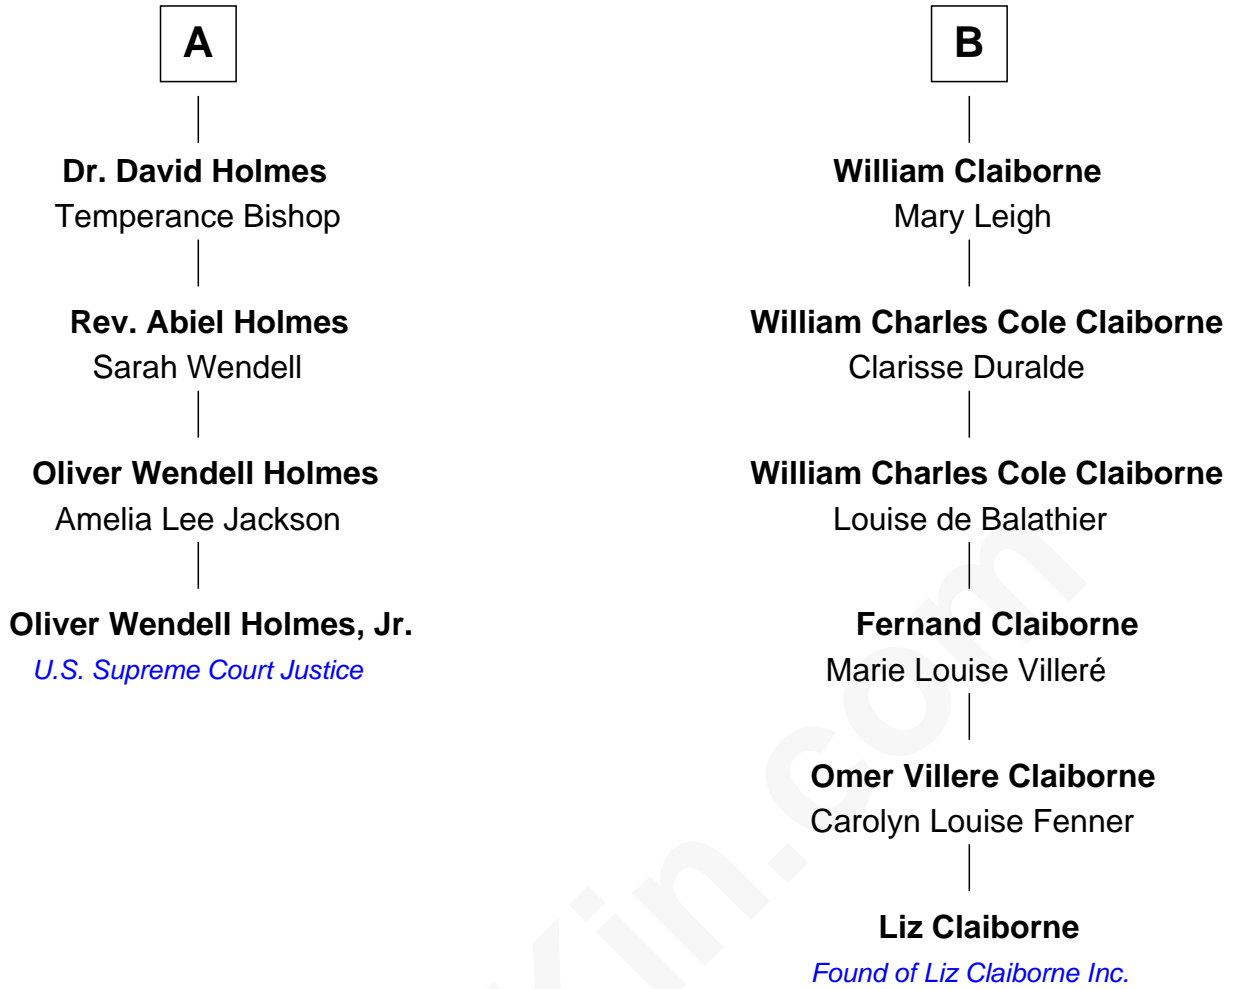 A
Dr. David Holmes
Temperance Bishop
Rev. Abiel Holmes
Sarah Wendell
Oliver Wendell Holmes
Amelia Lee Jackson
Oliver Wendell Holmes, Jr.
U.S. Supreme Court Justice
B
William Claiborne
Mary Leigh
William Charles Cole Claiborne
Clarisse Duralde
William Charles Cole Claiborne
Louise de Balathier
Fernand Claiborne
Marie Louise Villeré
Omer Villere Claiborne
Carolyn Louise Fenner
Liz Claiborne
Found of Liz Claiborne Inc.
Kin.com